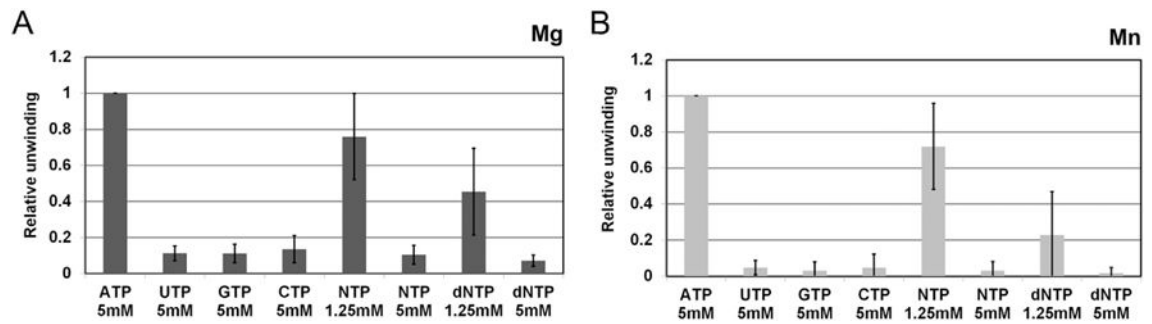 A
Mg
Relative unwinding
1.2
1
0.8
0.6
0.4
0.2
0
ATP UTP GTP CTP NTP NTP dNTP dNTP
5mM 5mM 5mM 5mM 1.25mM 5mM 1.25mM 5mM
B
Mn
Relative unwinding
1.2
1
0.8
0.6
0.4
0.2
0
ATP UTP GTP CTP NTP NTP dNTP dNTP
5mM 5mM 5mM 5mM 1.25mM 5mM 1.25mM 5mM